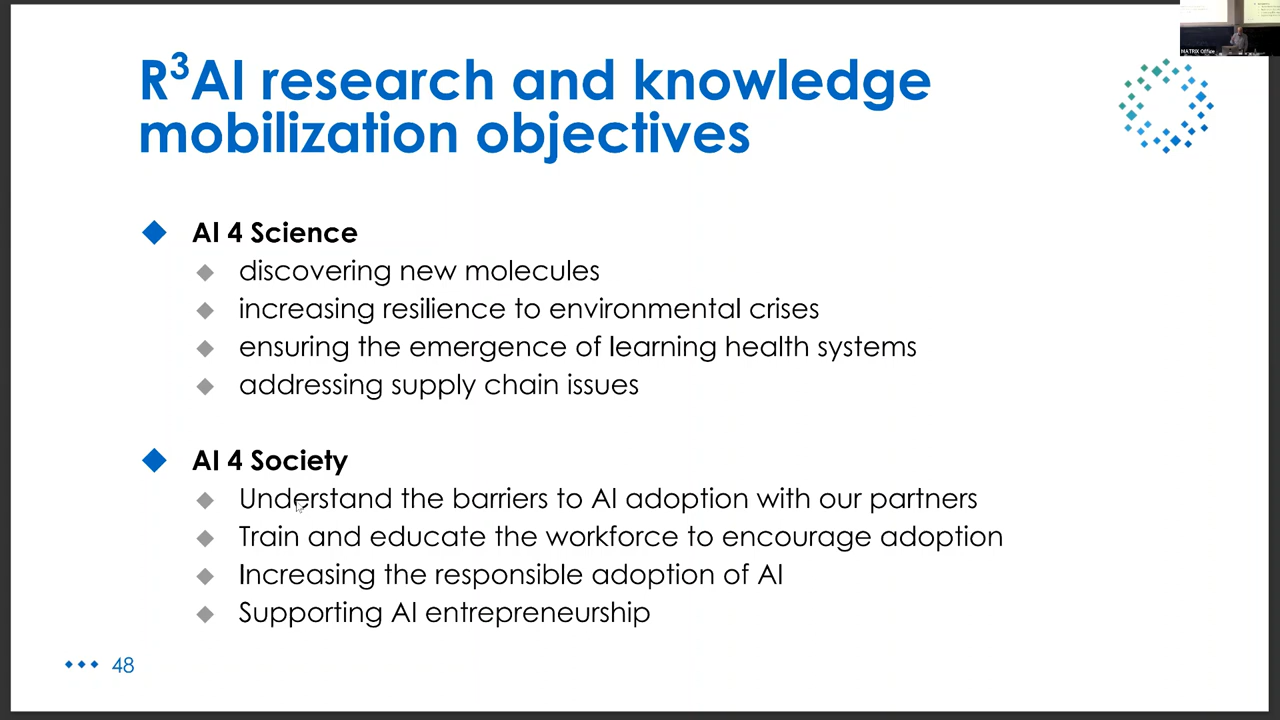 MATRIX Office
R³AI research and knowledge
mobilization objectives
AI 4 Science
discovering new molecules
increasing resilience to environmental crises
ensuring the emergence of learning health systems
addressing supply chain issues
AI 4 Society
Understand the barriers to AI adoption with our partners
Train and educate the workforce to encourage adoption
Increasing the responsible adoption of AI
Supporting AI entrepreneurship
48